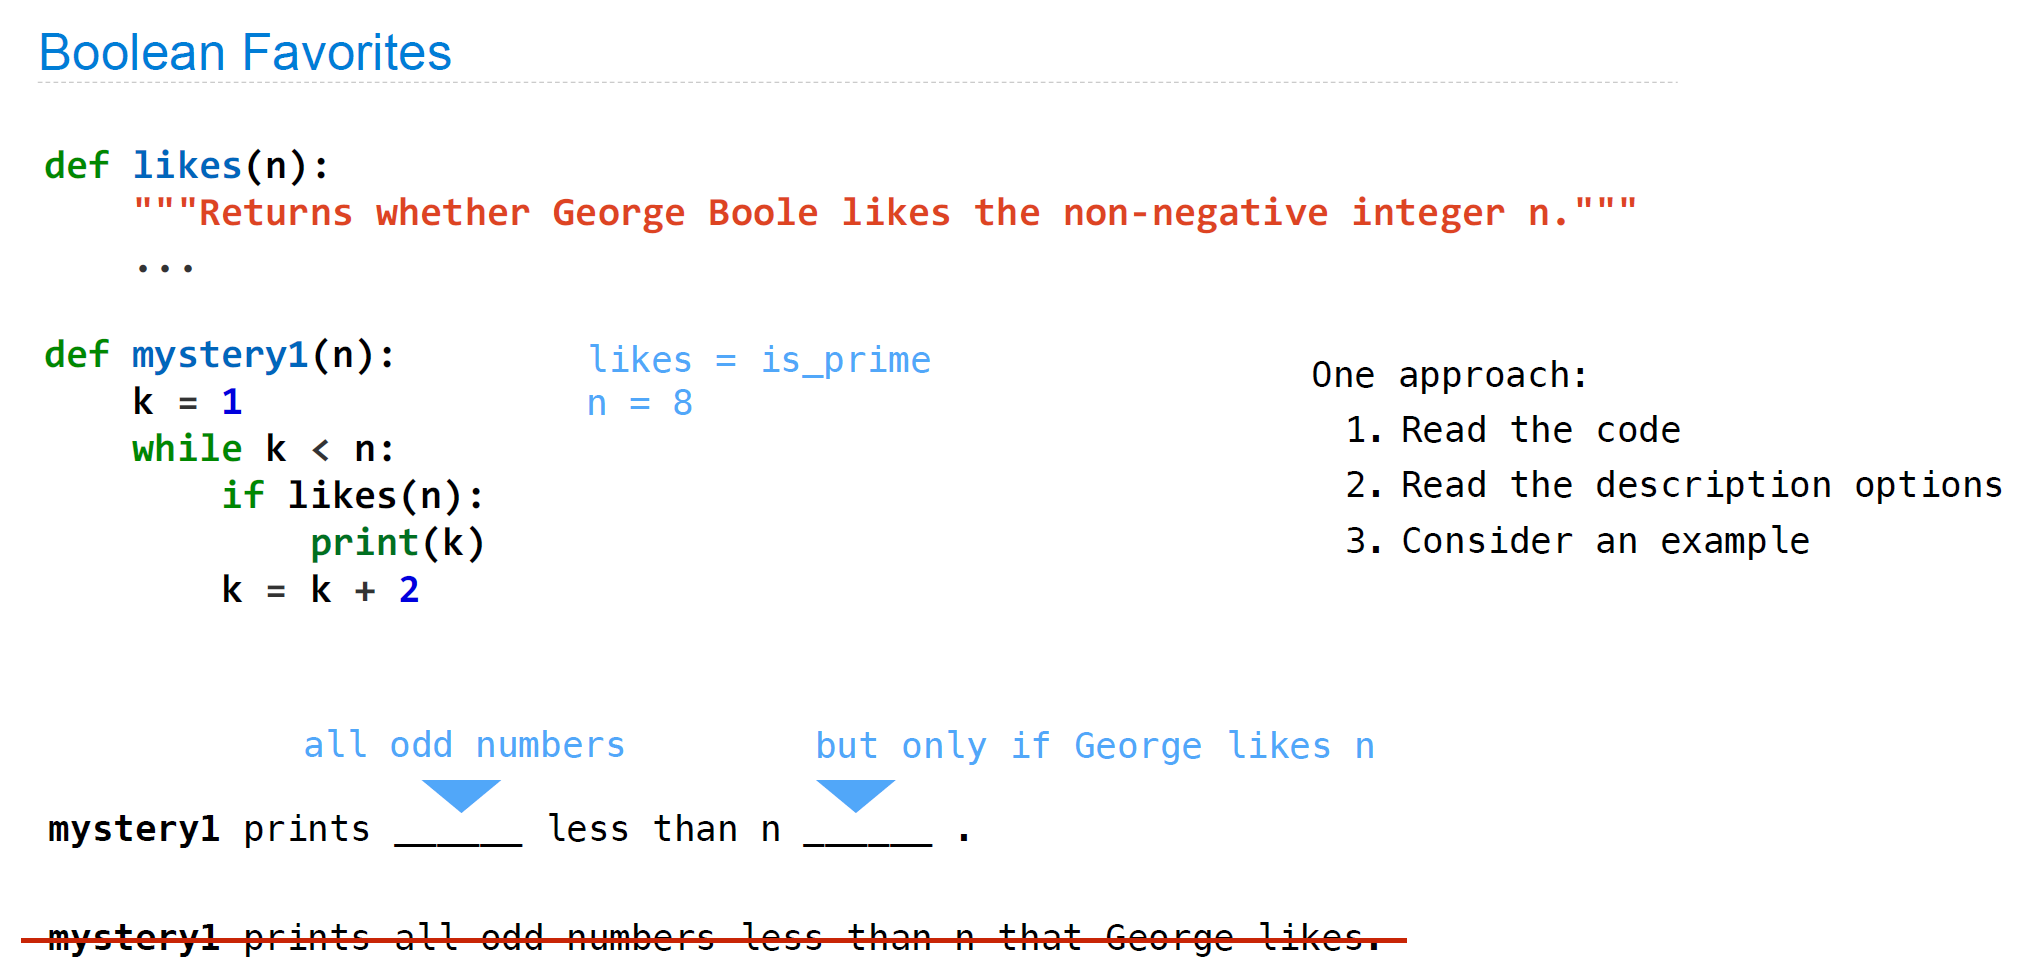 Boolean Favorites
def likes(n):
    """Returns whether George Boole likes the non-negative integer n."""
    ...
def mystery1(n):
    k = 1
    while k < n:
        if likes(n):
            print(k)
        k = k + 2
likes = is_prime
n = 8
One approach:
1. Read the code
2. Read the description options
3. Consider an example
all odd numbers
but only if George likes n
mystery1 prints ______ less than n ______ .
mystery1 prints all odd numbers less than n that George likes.